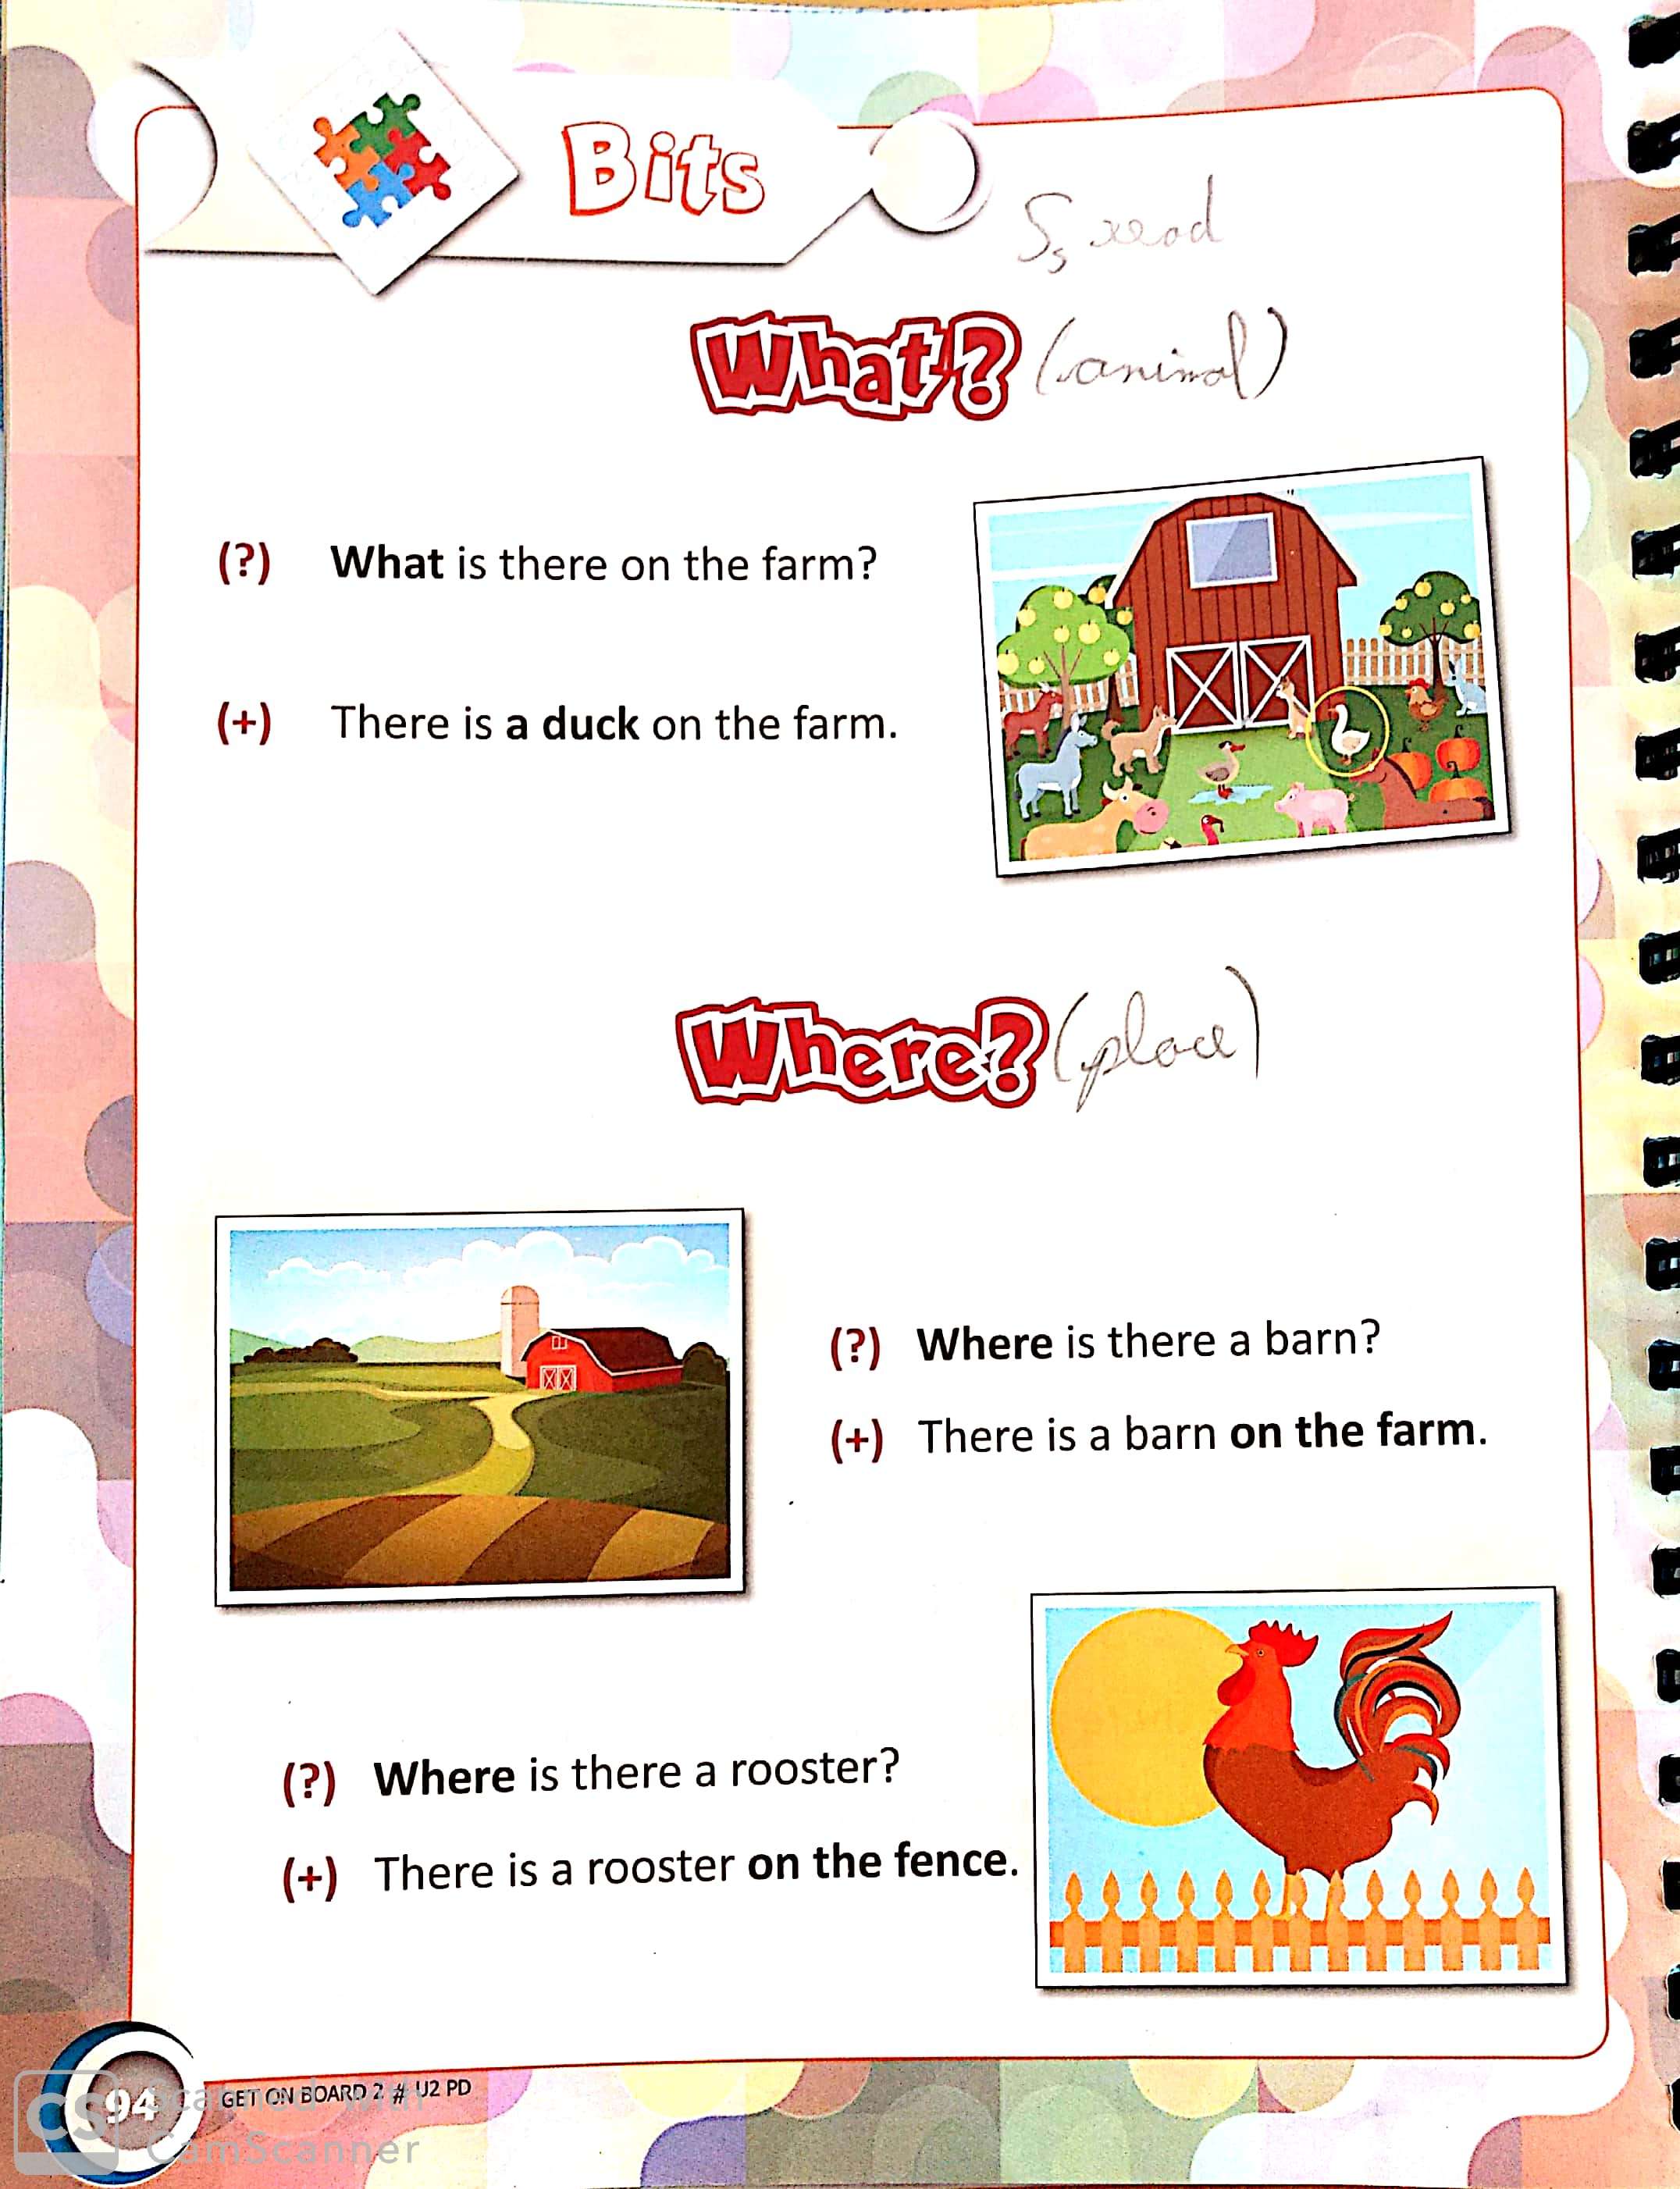 Bits
Ss read
What? (animal)
(?) What is there on the farm?
(+) There is a duck on the farm.
Where? (place)
(?) Where is there a barn?
(+) There is a barn on the farm.
(?) Where is there a rooster?
(+) There is a rooster on the fence.
94 GET ON BOARD 2 # U2 PD
CS Scanned with
CamScanner